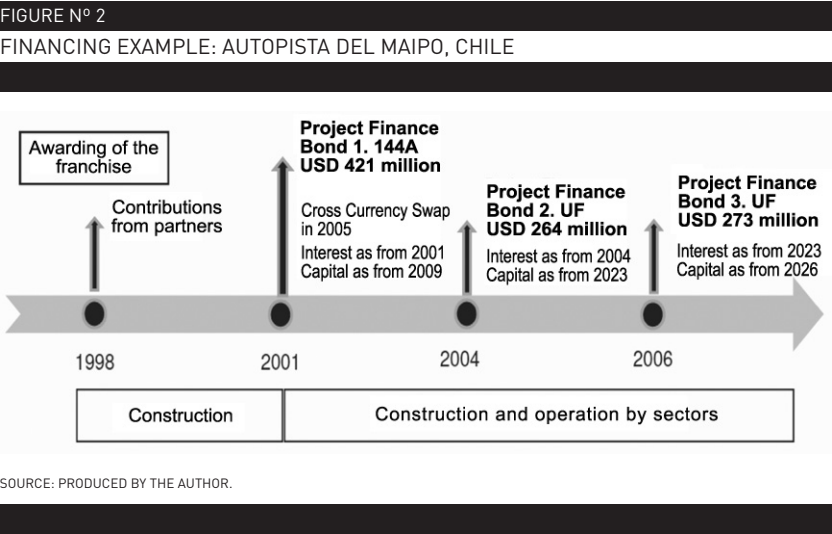 FIGURE Nº 2
FINANCING EXAMPLE: AUTOPISTA DEL MAIPO, CHILE
Awarding of the
franchise
Contributions
from partners
Project Finance
Bond 1. 144A
USD 421 million
Cross Currency Swap
in 2005
Interest as from 2001
Capital as from 2009
Project Finance
Bond 2. UF
USD 264 million
Interest as from 2004
Capital as from 2023
Project Finance
Bond 3. UF
USD 273 million
Interest as from 2023
Capital as from 2026
1998
2001
2004
2006
Construction
Construction and operation by sectors
SOURCE: PRODUCED BY THE AUTHOR.